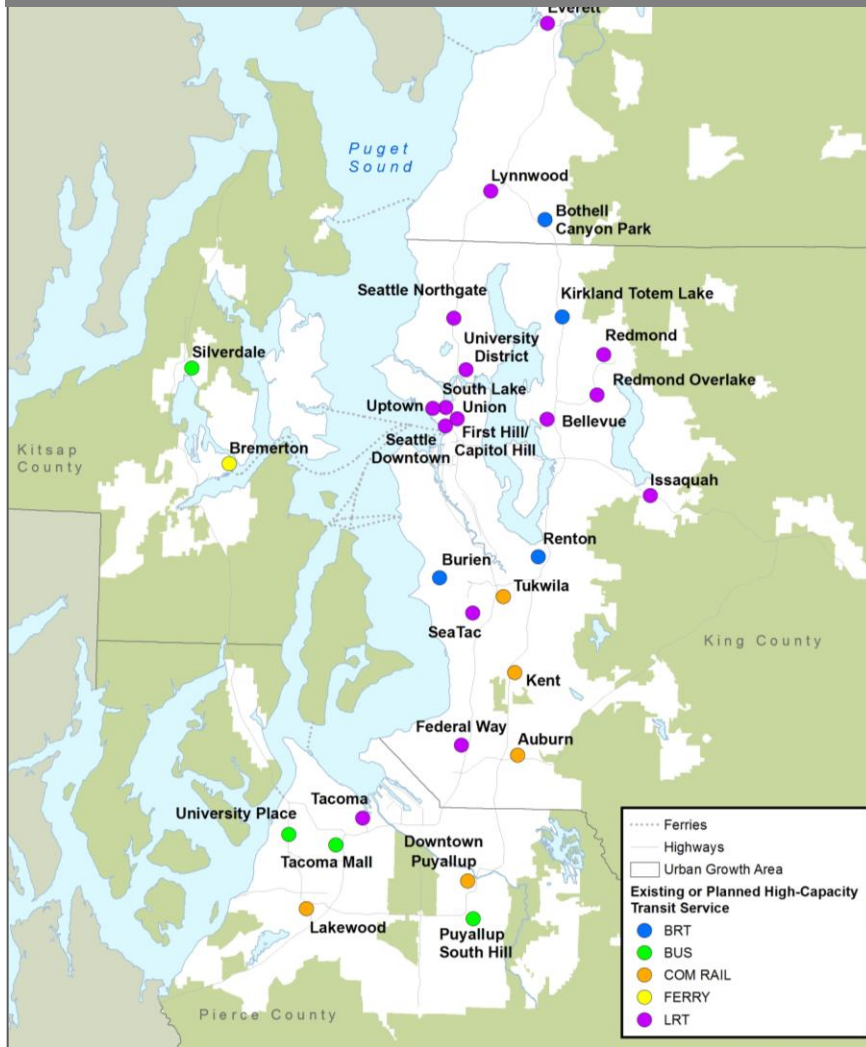 Everett
Puget
Sound
Lynnwood
Bothell
Canyon Park
Seattle Northgate
Kirkland Totem Lake
University
District
Redmond
Silverdale
South Lake
Union
Redmond Overlake
Uptown
Bellevue
First Hill/
Capitol Hill
Seattle
Downtown
Kitsap
County
Bremerton
Issaquah
Renton
Burien
Tukwila
SeaTac
King County
Kent
Federal Way
Auburn
Tacoma
University Place
Tacoma Mall
Downtown
Puyallup
Lakewood
Puyallup
South Hill
Pierce County
Ferries
Highways
Urban Growth Area
Existing or Planned High-Capacity
Transit Service
BRT
BUS
COM RAIL
FERRY
LRT